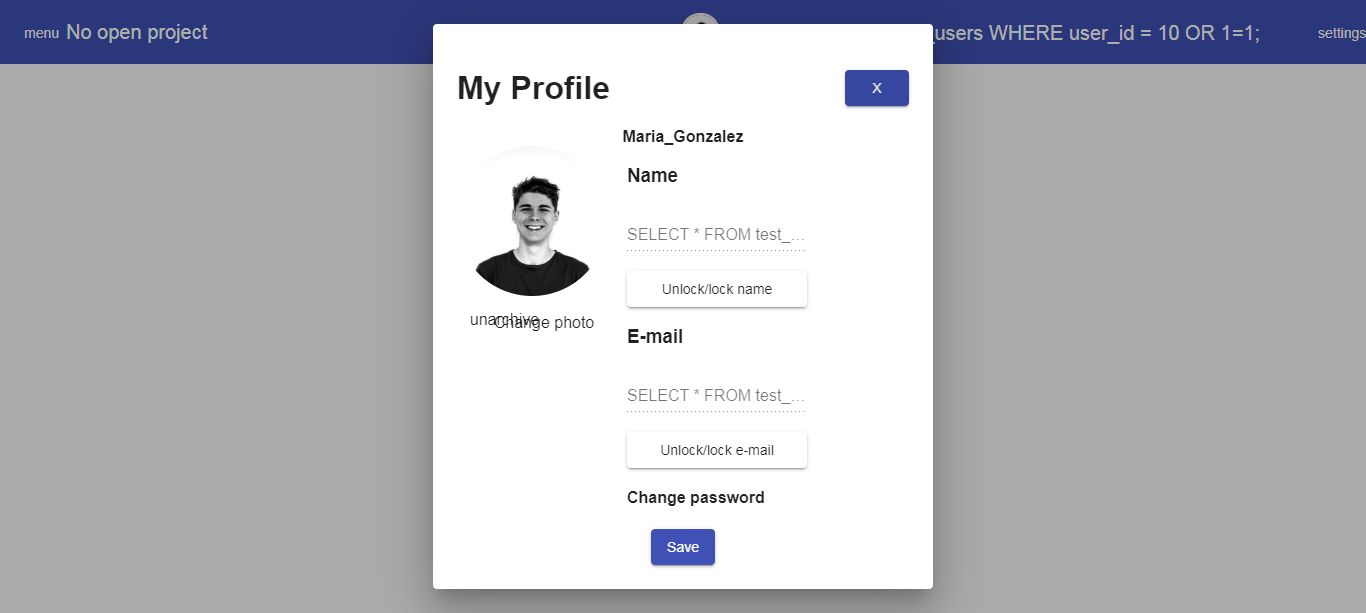 menu No open project
_users WHERE user_id = 10 OR 1=1;
settings
My Profile
X
Maria_Gonzalez
Name
SELECT * FROM test_...
Unlock/lock name
unarchive
Change photo
E-mail
SELECT * FROM test_...
Unlock/lock e-mail
Change password
Save